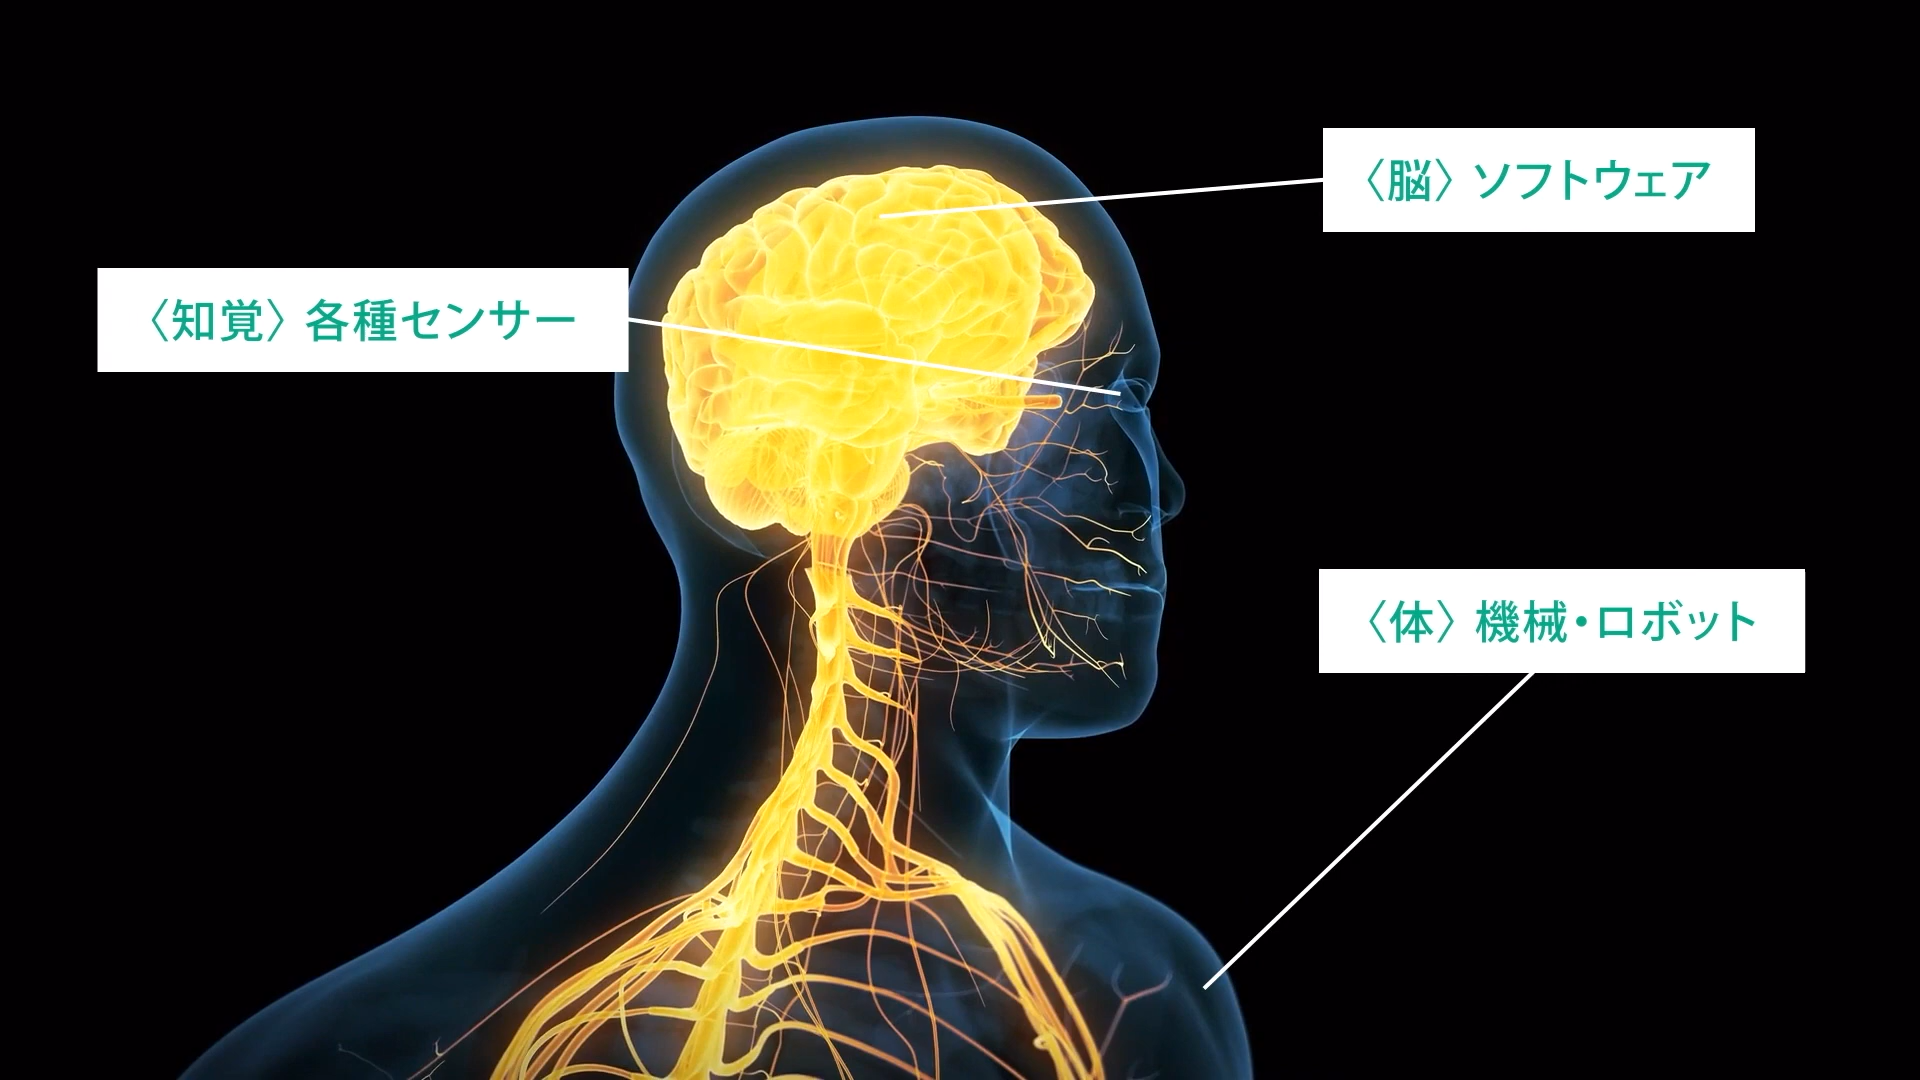 〈脳〉ソフトウェア
〈知覚〉各種センサー
〈体〉機械・ロボット